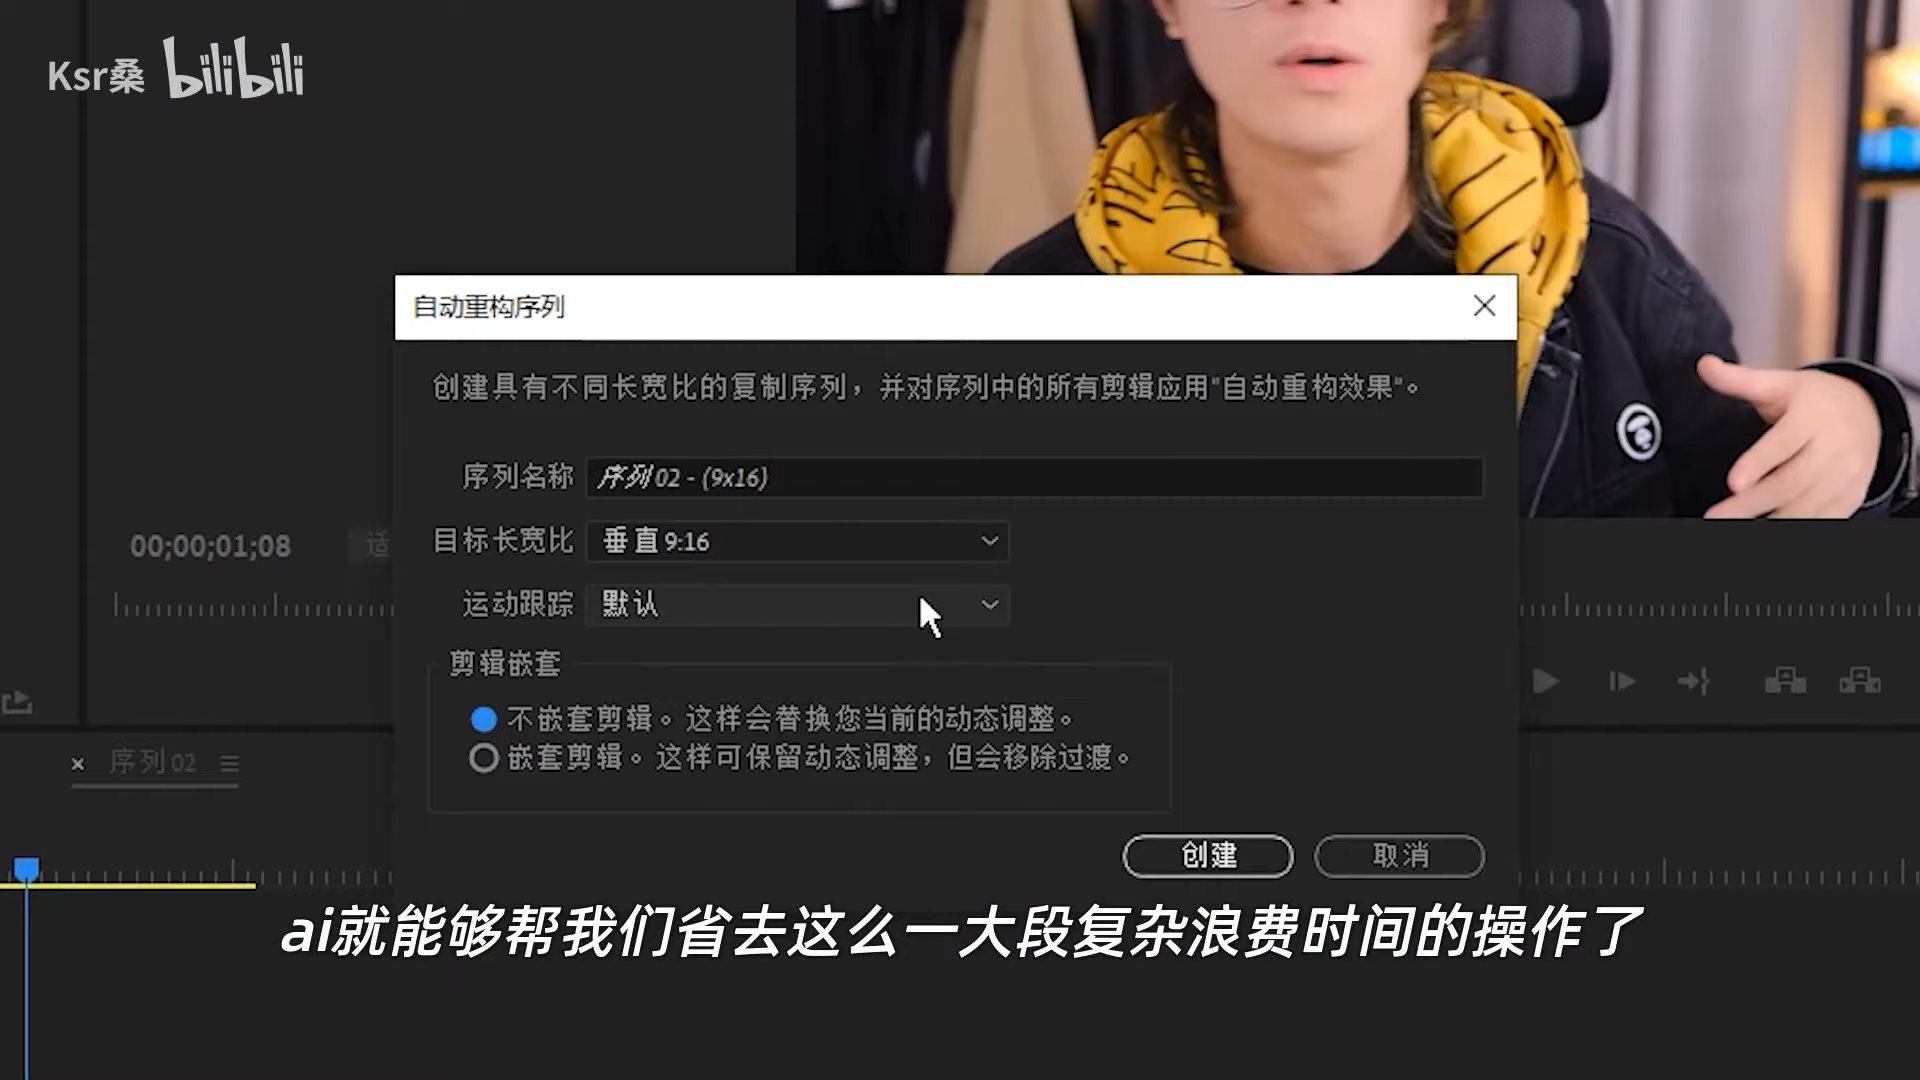 Ksr桑 bilibili
自动重构序列
创建具有不同长宽比的复制序列，并对序列中的所有剪辑应用"自动重构效果"。
序列名称 序列 02 - (9x16)
目标长宽比 垂直 9:16
00;00;01;08 适
运动跟踪 默认
剪辑嵌套
不嵌套剪辑。这样会替换您当前的动态调整。
嵌套剪辑。这样可保留动态调整，但会移除过渡。
× 序列 02
创建 取消
ai就能够帮我们省去这么一大段复杂浪费时间的操作了